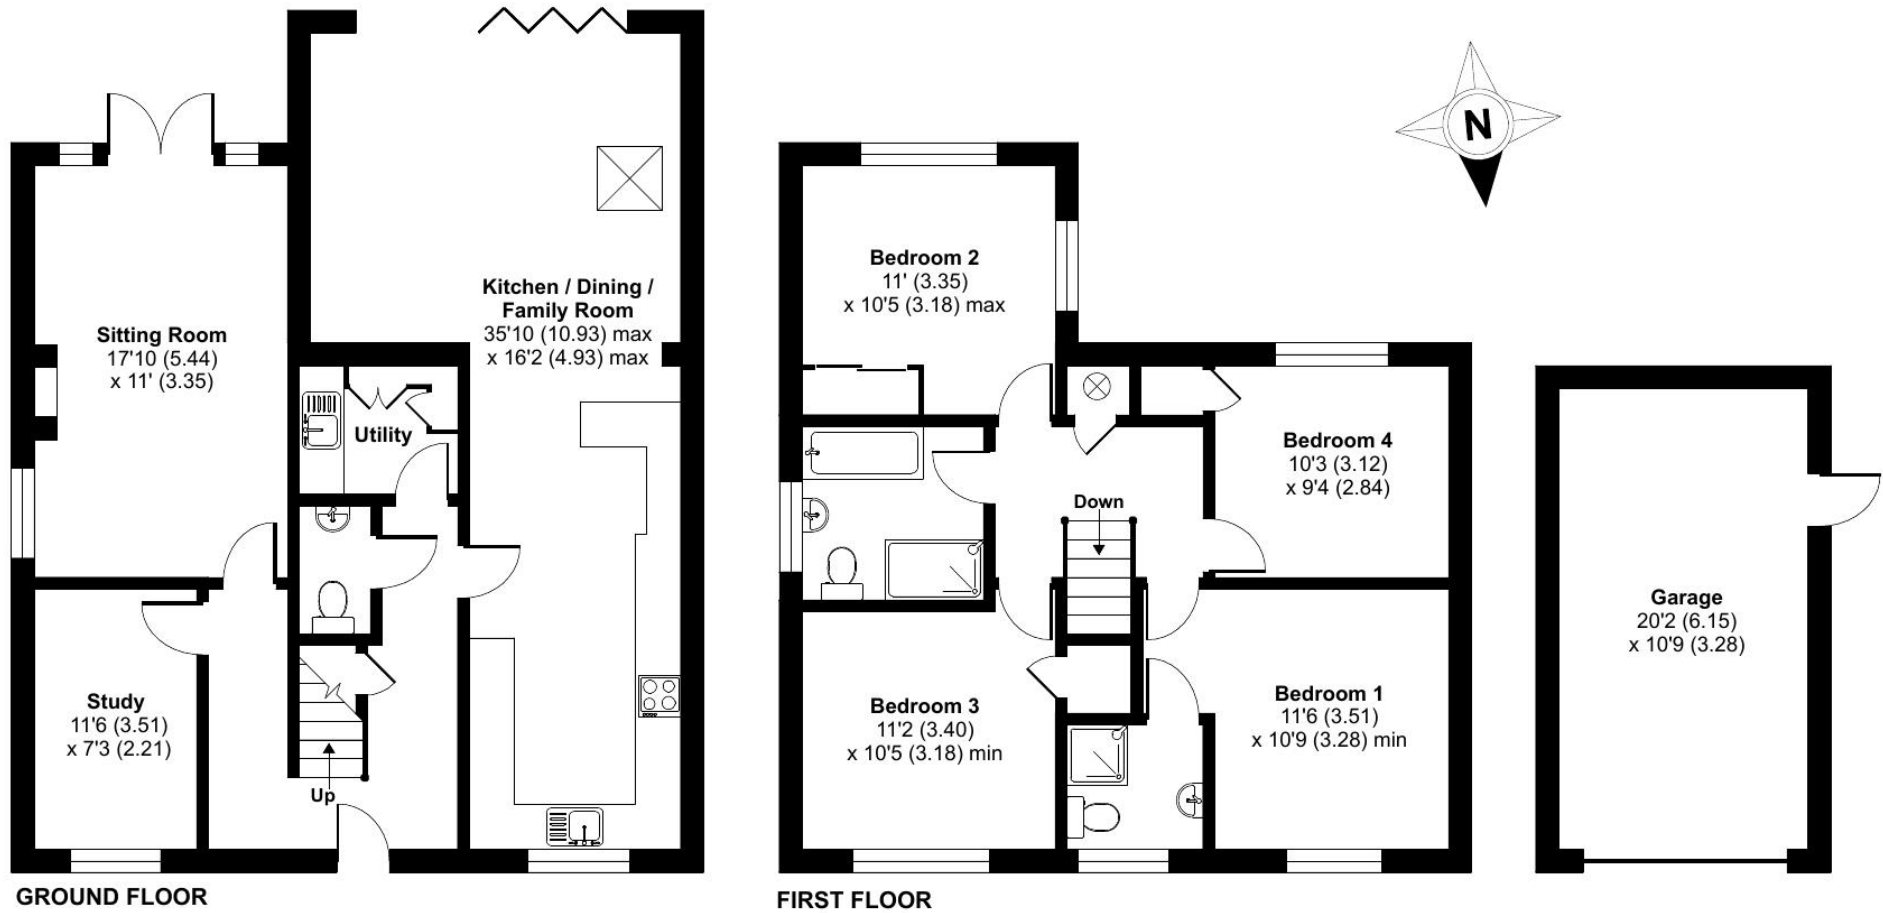 N
Kitchen / Dining /
Family Room
35'10 (10.93) max
x 16'2 (4.93) max
Sitting Room
17'10 (5.44)
x 11' (3.35)
Utility
Study
11'6 (3.51)
x 7'3 (2.21)
Up
GROUND FLOOR
Bedroom 2
11' (3.35)
x 10'5 (3.18) max
Bedroom 4
10'3 (3.12)
x 9'4 (2.84)
Down
Bedroom 3
11'2 (3.40)
x 10'5 (3.18) min
Bedroom 1
11'6 (3.51)
x 10'9 (3.28) min
FIRST FLOOR
Garage
20'2 (6.15)
x 10'9 (3.28)